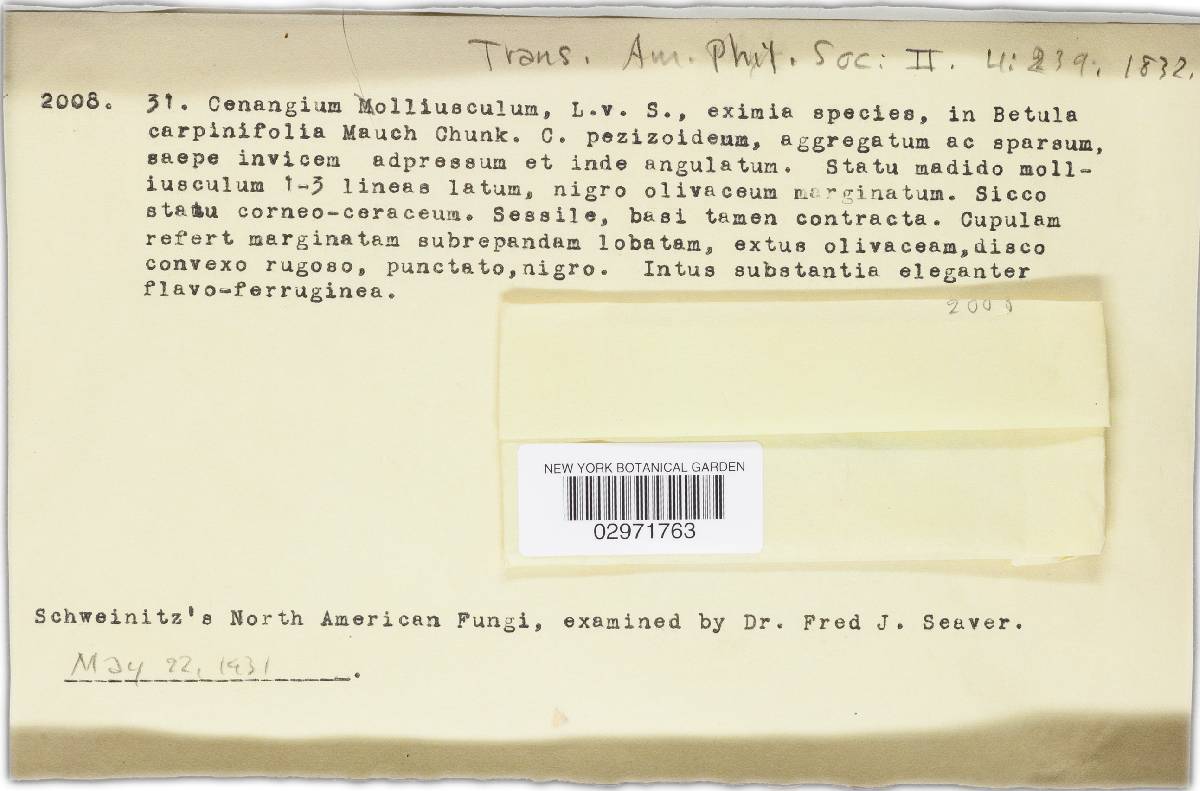 Trans. Am. Phil. Soc: II. 4: 239. 1832.
2008. 31. Cenangium Molliusculum, L.v. S., eximia species, in Betula
carpinifolia Mauch Chunk. C. pezizoideum, aggregatum ac sparsum,
saepe invicem adpressum et inde angulatum. Statu madido moll-
iusculum 1-3 lineas latum, nigro olivaceum marginatum. Sicco
statu corneo-ceraceum. Sessile, basi tamen contracta. Cupulam
refert marginatam subrepandam lobatam, extus olivaceam,disco
convexo rugoso, punctato,nigro. Intus substantia eleganter
flavo-ferruginea.
NEW YORK BOTANICAL GARDEN
02971763
Schweinitz's North American Fungi, examined by Dr. Fred J. Seaver.
May 22, 1931.